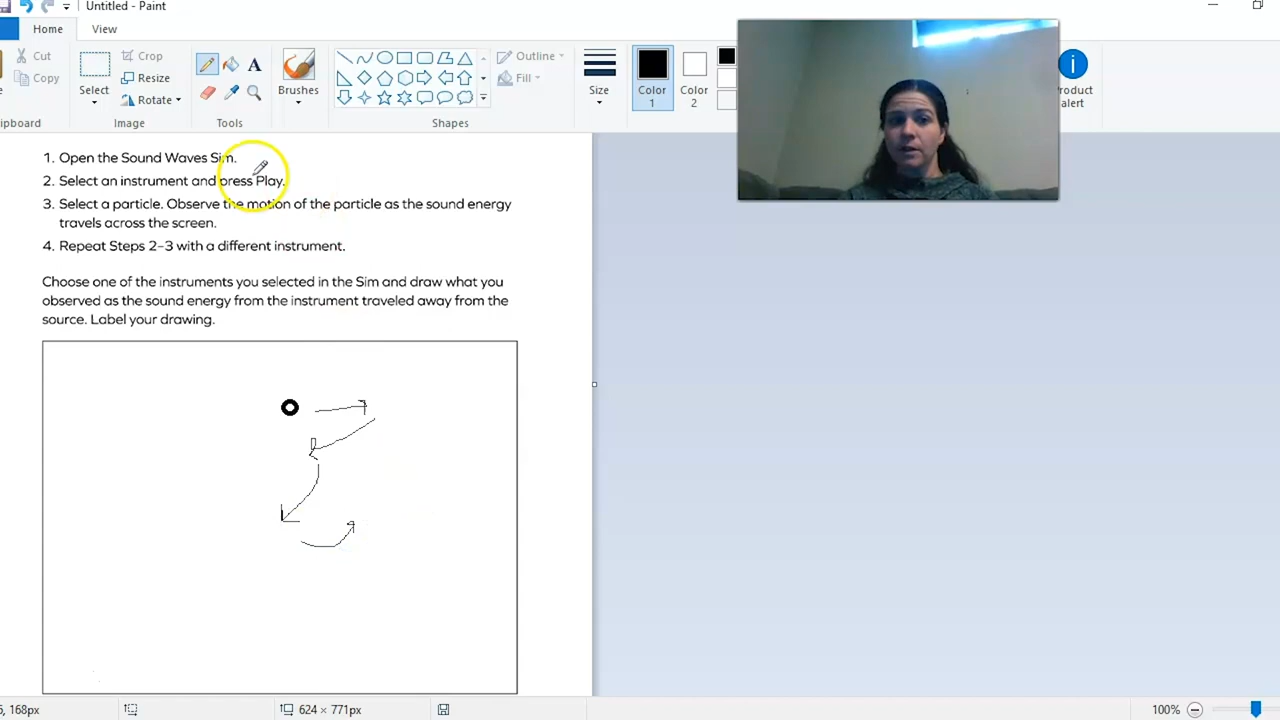 Untitled - Paint
Home View
Cut
Copy
Select
Crop
Resize
Rotate
Brushes
Outline
Fill
Size
Color
1
Color
2
Image
Tools
Shapes
1. Open the Sound Waves Sim.
2. Select an instrument and press Play.
3. Select a particle. Observe the motion of the particle as the sound energy
travels across the screen.
4. Repeat Steps 2–3 with a different instrument.
Choose one of the instruments you selected in the Sim and draw what you
observed as the sound energy from the instrument traveled away from the
source. Label your drawing.
168px
624 × 771px
100%